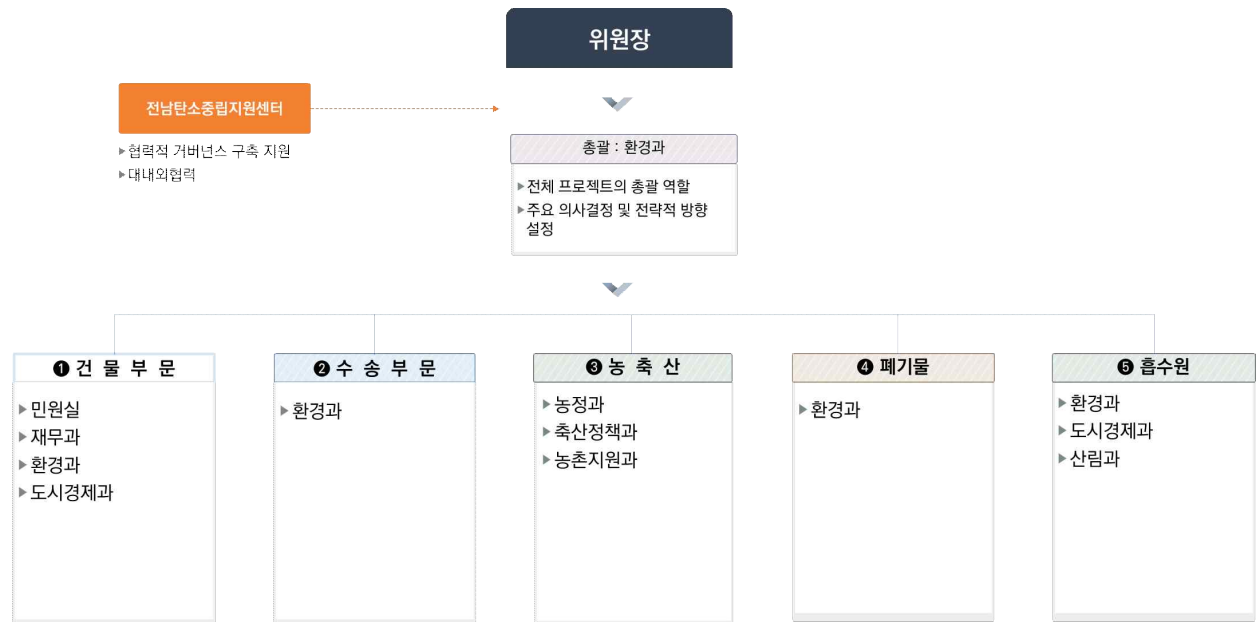 위원장
전남탄소중립지원센터
▶협력적 거버넌스 구축 지원
▶대내외협력
총괄 : 환경과
▶전체 프로젝트의 총괄 역할
▶주요 의사결정 및 전략적 방향
설정
❶ 건 물 부 문
▶민원실
▶재무과
▶환경과
▶도시경제과
❷ 수 송 부 문
▶환경과
❸ 농 축 산
▶농정과
▶축산정책과
▶농촌지원과
❹ 폐기물
▶환경과
❺ 흡수원
▶환경과
▶도시경제과
▶산림과